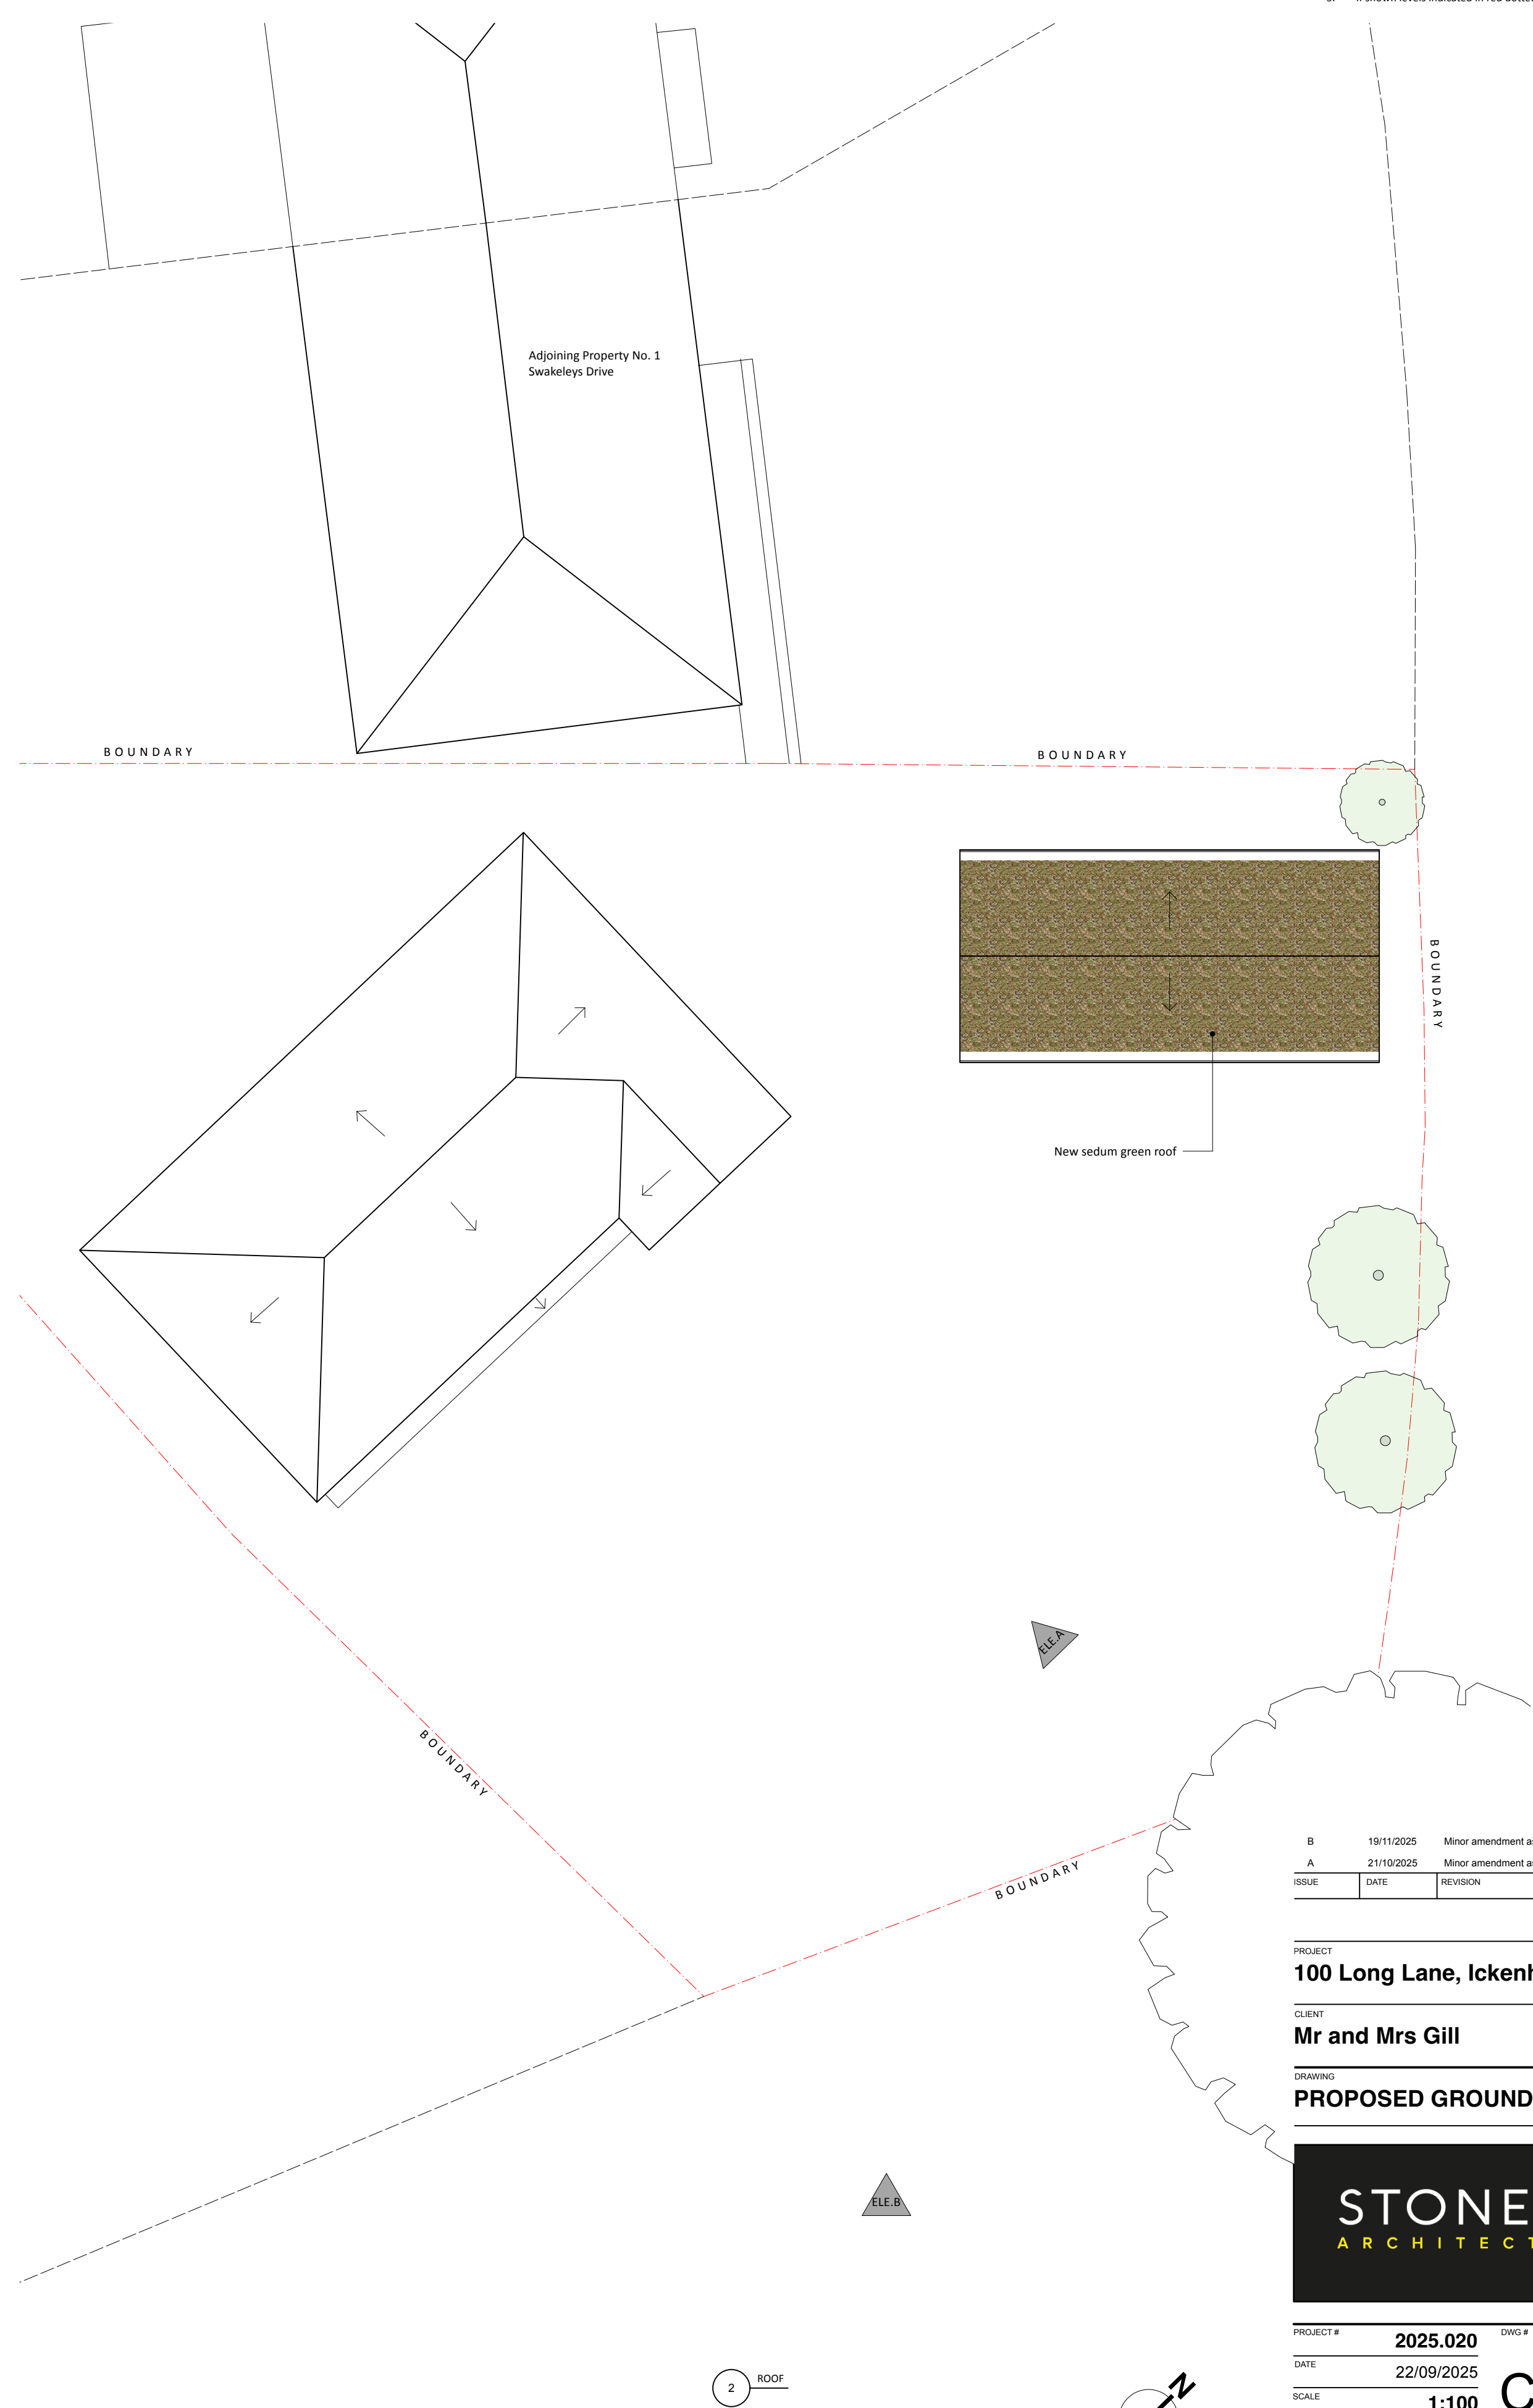 Adjoining Property No. 1
Swakeleys Drive
BOUNDARY
BOUNDARY
BOUNDARY
New sedum green roof
ELE.A
BOUNDARY
BOUNDARY
B 19/11/2025 Minor amendment
A 21/10/2025 Minor amendment
ISSUE DATE REVISION
PROJECT
100 Long Lane,
CLIENT
Mr and Mrs Gill
DRAWING
PROPOSED GROUND
STONE
ARCHITECT
ELE.B
PROJECT # 2025.020 DWG #
DATE 22/09/2025
SCALE 1:100
2 ROOF
N